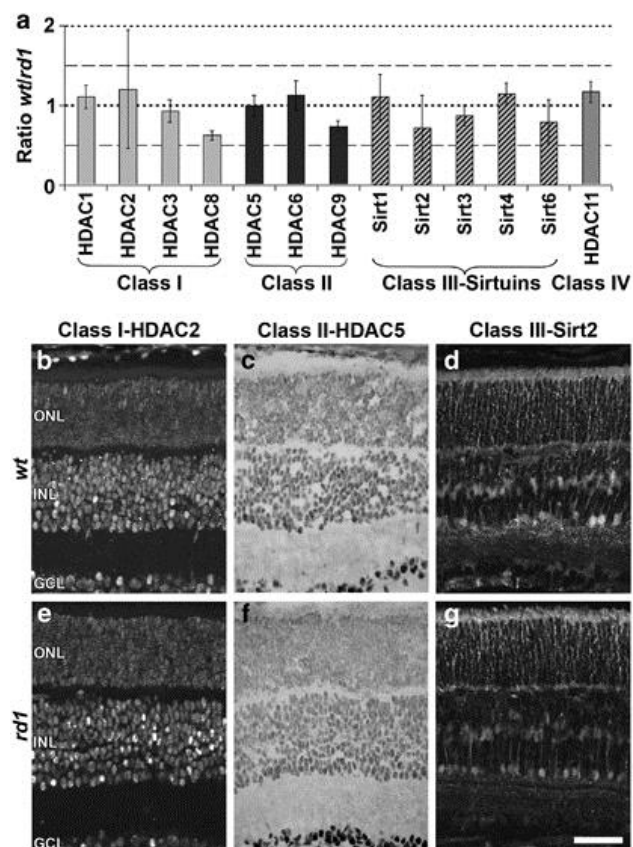 a
Ratio wt/rd1
2
1
0
HDAC1
HDAC2
HDAC3
HDAC8
HDAC5
HDAC6
HDAC9
Sirt1
Sirt2
Sirt3
Sirt4
Sirt6
HDAC11
Class I
Class II
Class III-Sirtuins
Class IV
Class I-HDAC2
Class II-HDAC5
Class III-Sirt2
b
c
d
wt
ONL
INL
GCL
e
f
g
rd1
ONL
INL
GCL